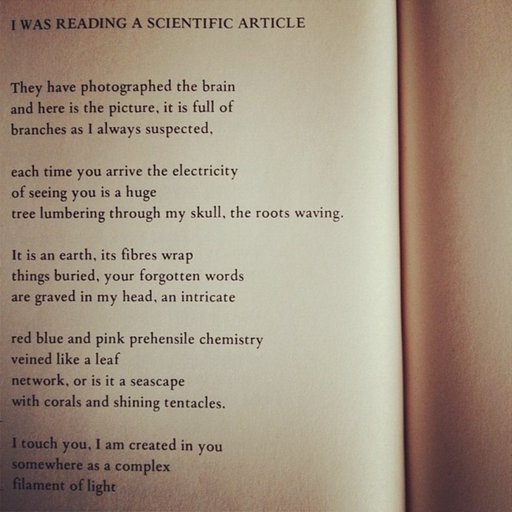 I WAS READING A SCIENTIFIC ARTICLE
They have photographed the brain
and here is the picture, it is full of
branches as I always suspected,
each time you arrive the electricity
of seeing you is a huge
tree lumbering through my skull, the roots waving.
It is an earth, its fibres wrap
things buried, your forgotten words
are graved in my head, an intricate
red blue and pink prehensile chemistry
veined like a leaf
network, or is it a seascape
with corals and shining tentacles.
I touch you, I am created in you
somewhere as a complex
filament of light